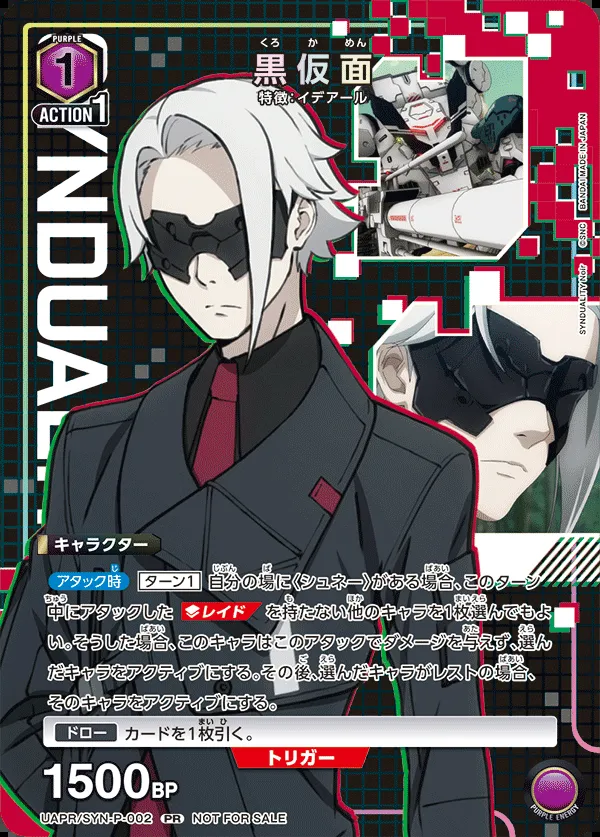 PURPLE
1
ACTION 1
くろかめん
黒仮面
特徴:イデアール
SYNDUAL
SYNDUALITY Noir ©SNC BANDAI MADE IN JAPAN
キャラクター
アタック時 ターン1 自分の場に〈シュネー〉がある場合、このターン
中にアタックした レイド を持たない他のキャラを1枚選んでもよ
い。そうした場合、このキャラはこのアタックでダメージを与えず、選ん
だキャラをアクティブにする。その後、選んだキャラがレストの場合、
そのキャラをアクティブにする。
ドロー カードを1枚引く。
トリガー
1500BP
PURPLE ENERGY
UAPR/SYN-P-002 PR NOT FOR SALE